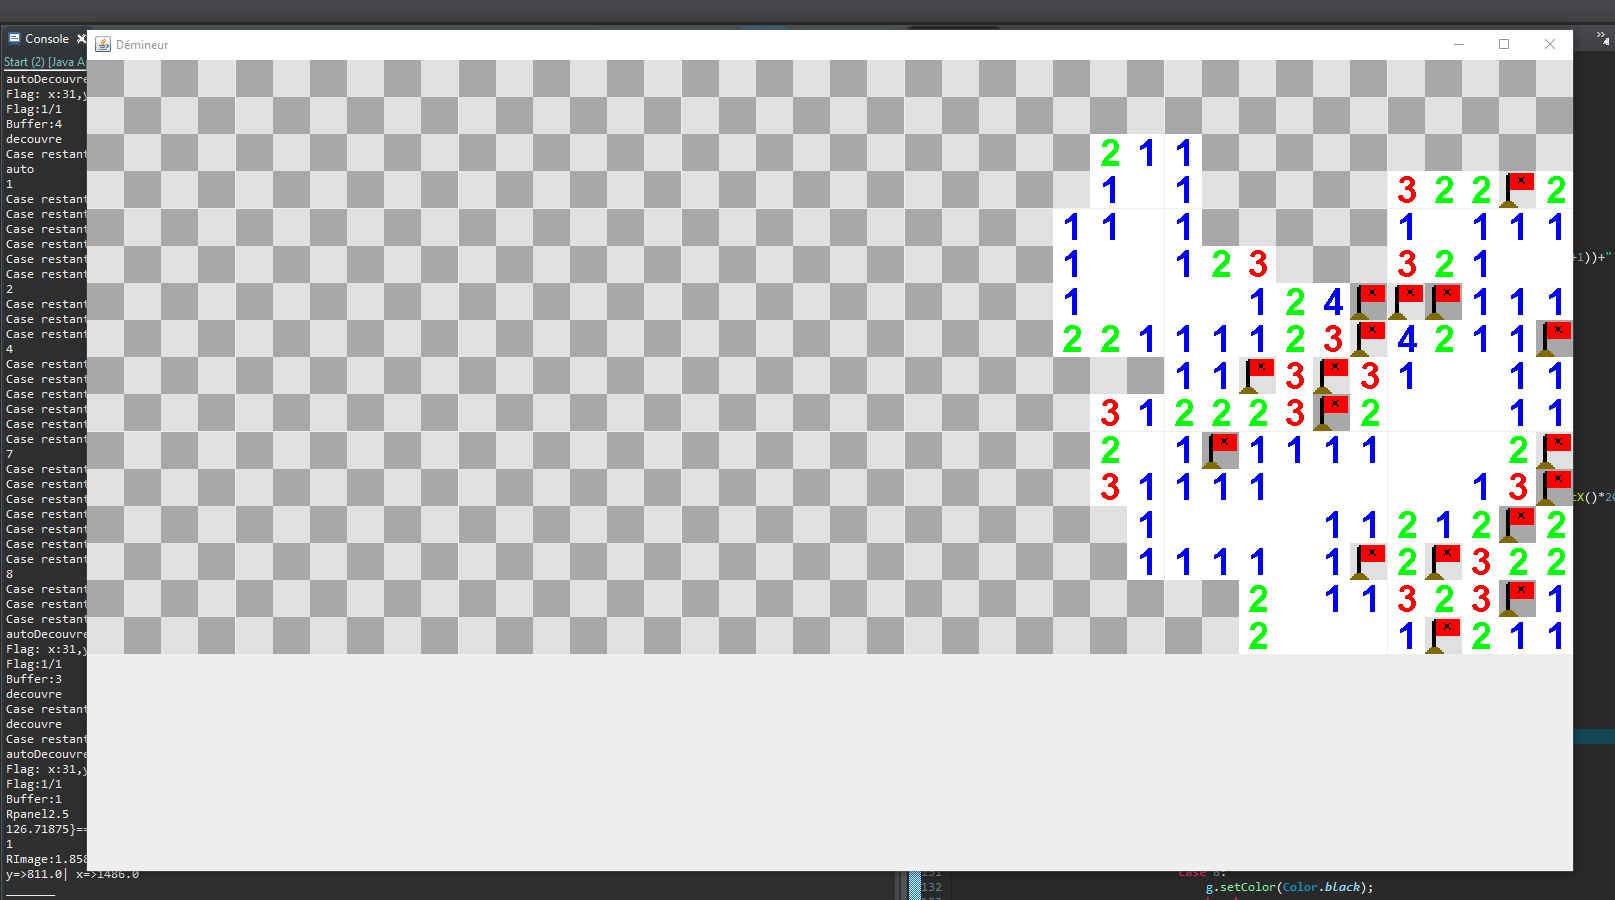 Console
Démineur
Start (2) [Java Ap
autoDecouvre
Flag: x:31,y
Flag:1/1
Buffer:4
decouvre
Case restant
auto
1
Case restant
Case restant
Case restant
Case restant
Case restant
Case restant
2
Case restant
Case restant
Case restant
4
Case restant
Case restant
Case restant
Case restant
Case restant
Case restant
7
Case restant
Case restant
Case restant
Case restant
Case restant
Case restant
Case restant
8
Case restant
Case restant
Case restant
autoDecouvre
Flag: x:31,y
Flag:1/1
Buffer:3
decouvre
Case restant
decouvre
Case restant
autoDecouvre
Flag: x:31,y
Flag:1/1
Buffer:1
Rpanel2.5
126.71875}==
1
RImage:1.858
y=>811.0| x=>1486.0
2 1 1
1 1 3 2 2 2
1 1 1 1 1 1 1
1 1 2 3 3 2 1
1 1 2 4 1 1 1
2 2 1 1 1 1 2 3 4 2 1 1
1 1 3 3 1 1 1
3 1 2 2 2 3 2 1 1
2 1 1 1 1 1 2
3 1 1 1 1 1 3
1 1 1 2 1 2 2
1 1 1 1 1 2 3 2 2
2 1 1 3 2 3 1
2 1 2 1 1
+1))+"
cX()*20
131
case 8:
132
g.setColor(Color.black);